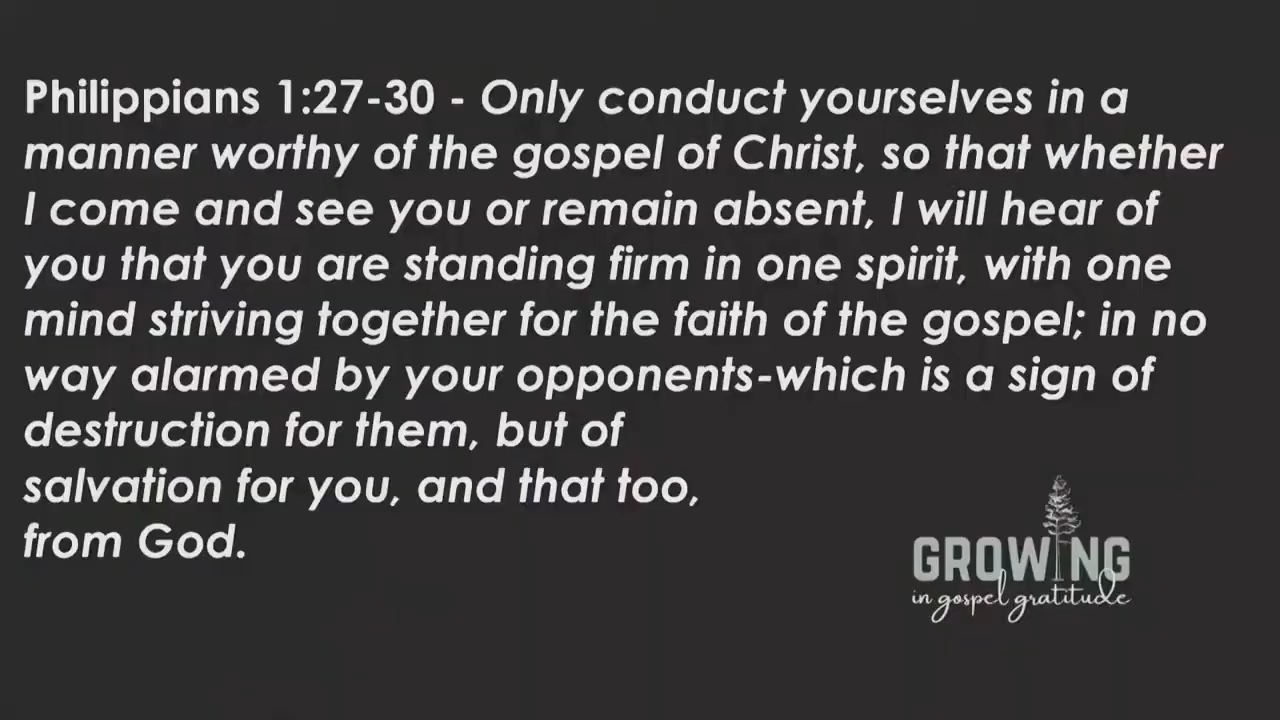 Philippians 1:27-30 - Only conduct yourselves in a
manner worthy of the gospel of Christ, so that whether
I come and see you or remain absent, I will hear of
you that you are standing firm in one spirit, with one
mind striving together for the faith of the gospel; in no
way alarmed by your opponents-which is a sign of
destruction for them, but of
salvation for you, and that too,
from God.
GROWING
in gospel gratitude